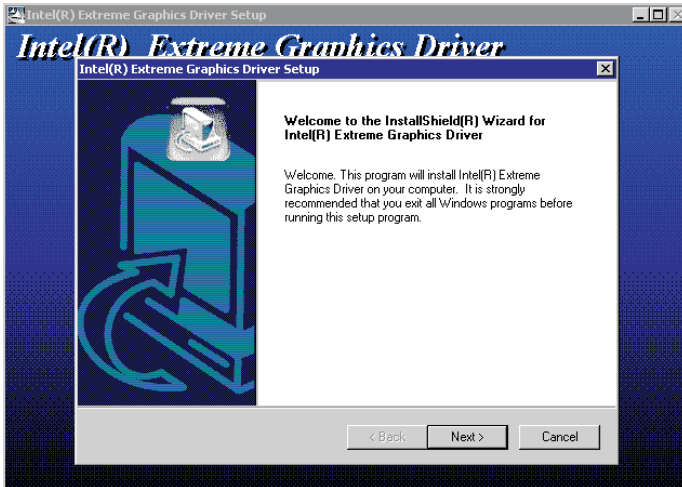 Intel(R) Extreme Graphics Driver Setup
Intel(R) Extreme Graphics Driver
Intel(R) Extreme Graphics Driver Setup
Welcome to the InstallShield(R) Wizard for
Intel(R) Extreme Graphics Driver
Welcome. This program will install Intel(R) Extreme
Graphics Driver on your computer. It is strongly
recommended that you exit all Windows programs before
running this setup program.
< Back
Next >
Cancel